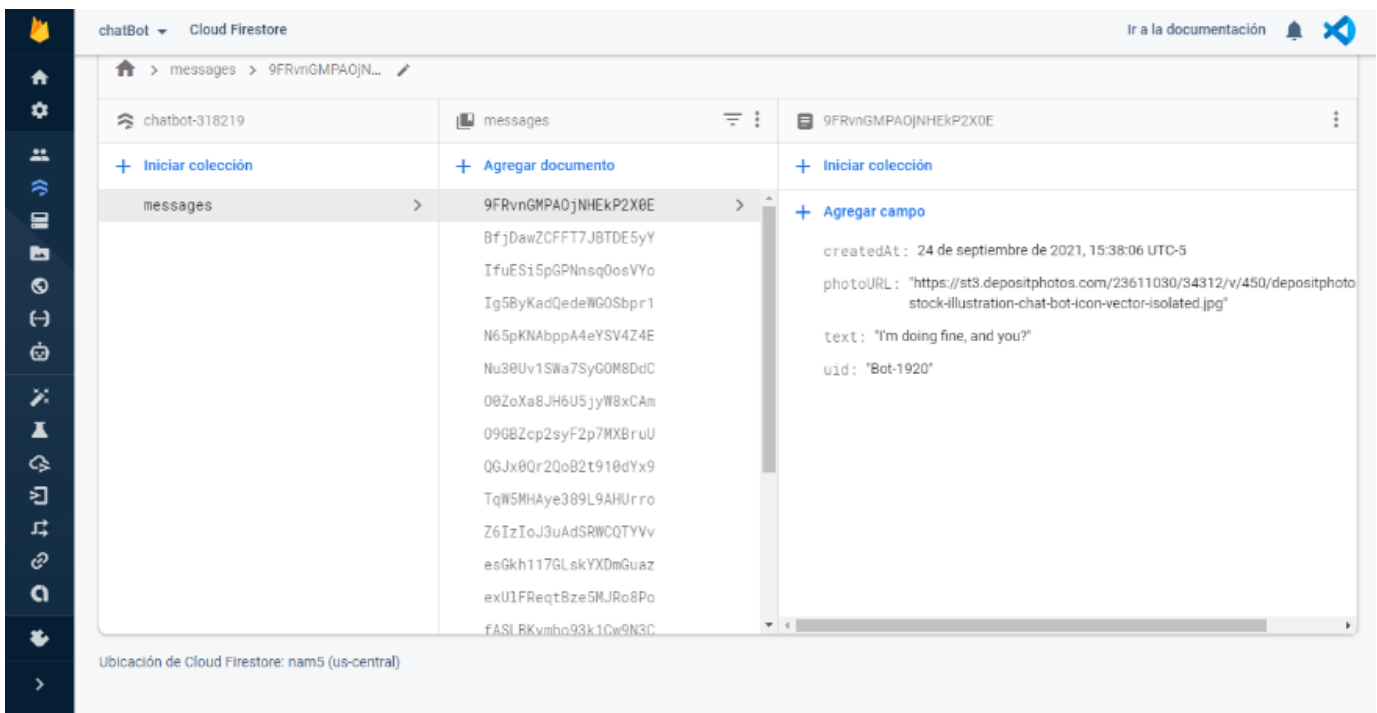 chatBot Cloud Firestore Ir a la documentación
> messages > 9FRvnGMPAOjN...
chatbot-318219
messages
9FRvnGMPAOjNHEkP2X0E
+ Iniciar colección
+ Agregar documento
+ Iniciar colección
messages
9FRvnGMPAOjNHEkP2X0E
BfjDawZCFFT7JBTDE5yY
IfuESi5pGPNnsqOosVYo
Ig5ByKadQedeWGOSbpr1
N65pKNAbppA4eYSV4Z4E
Nu30Uv1SWa7SyGOM8DdC
O0ZoXa8JH6U5jyW8xCAm
O9GBZcp2syF2p7MXBruU
QGJx0Qr2QoB2t910dYx9
TqW5MHAye389L9AHUrro
Z6IzIoJ3uAdSRWCQTYVv
esGkh117GLskYXDmGuaz
exUlFReqtBze5MJRo8Po
fASLBKvmho93k1Cw9N3C
+ Agregar campo
createdAt: 24 de septiembre de 2021, 15:38:06 UTC-5
photoURL: "https://st3.depositphotos.com/23611030/34312/v/450/depositphoto
stock-illustration-chat-bot-icon-vector-isolated.jpg"
text: "I'm doing fine, and you?"
uid: "Bot-1920"
Ubicación de Cloud Firestore: nam5 (us-central)